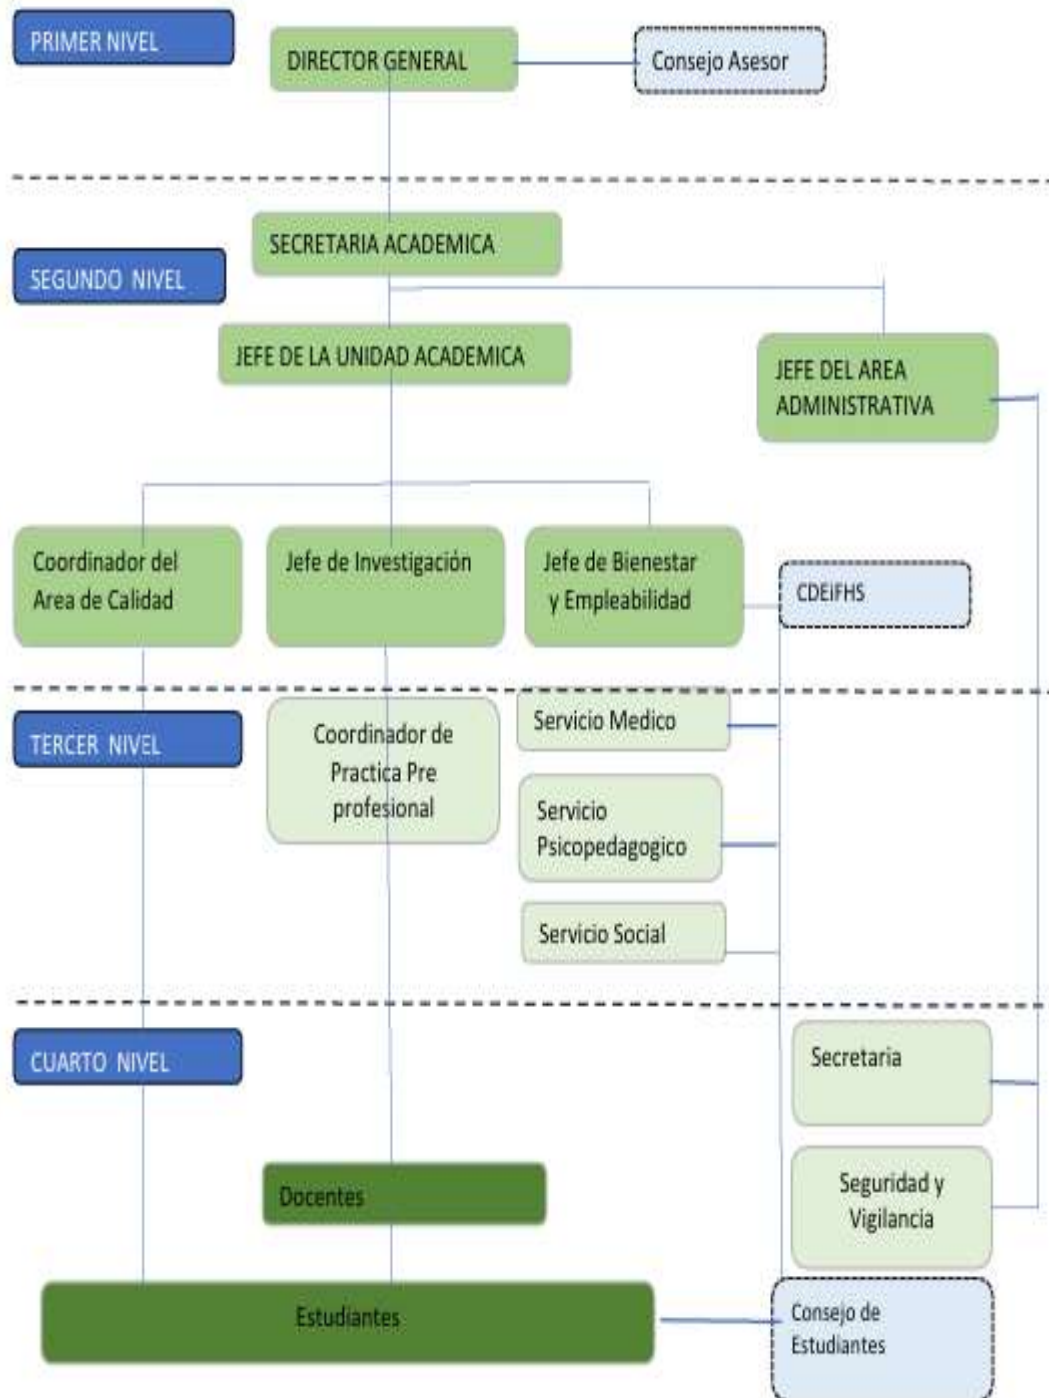 PRIMER NIVEL
DIRECTOR GENERAL
Consejo Asesor
SECRETARIA ACADEMICA
SEGUNDO NIVEL
JEFE DE LA UNIDAD ACADEMICA
JEFE DEL AREA
ADMINISTRATIVA
Coordinador del
Area de Calidad
Jefe de Investigación
Jefe de Bienestar
y Empleabilidad
CDEiFHS
TERCER NIVEL
Coordinador de
Practica Pre
profesional
Servicio Medico
Servicio
Psicopedagogico
Servicio Social
CUARTO NIVEL
Secretaria
Docentes
Seguridad y
Vigilancia
Estudiantes
Consejo de
Estudiantes